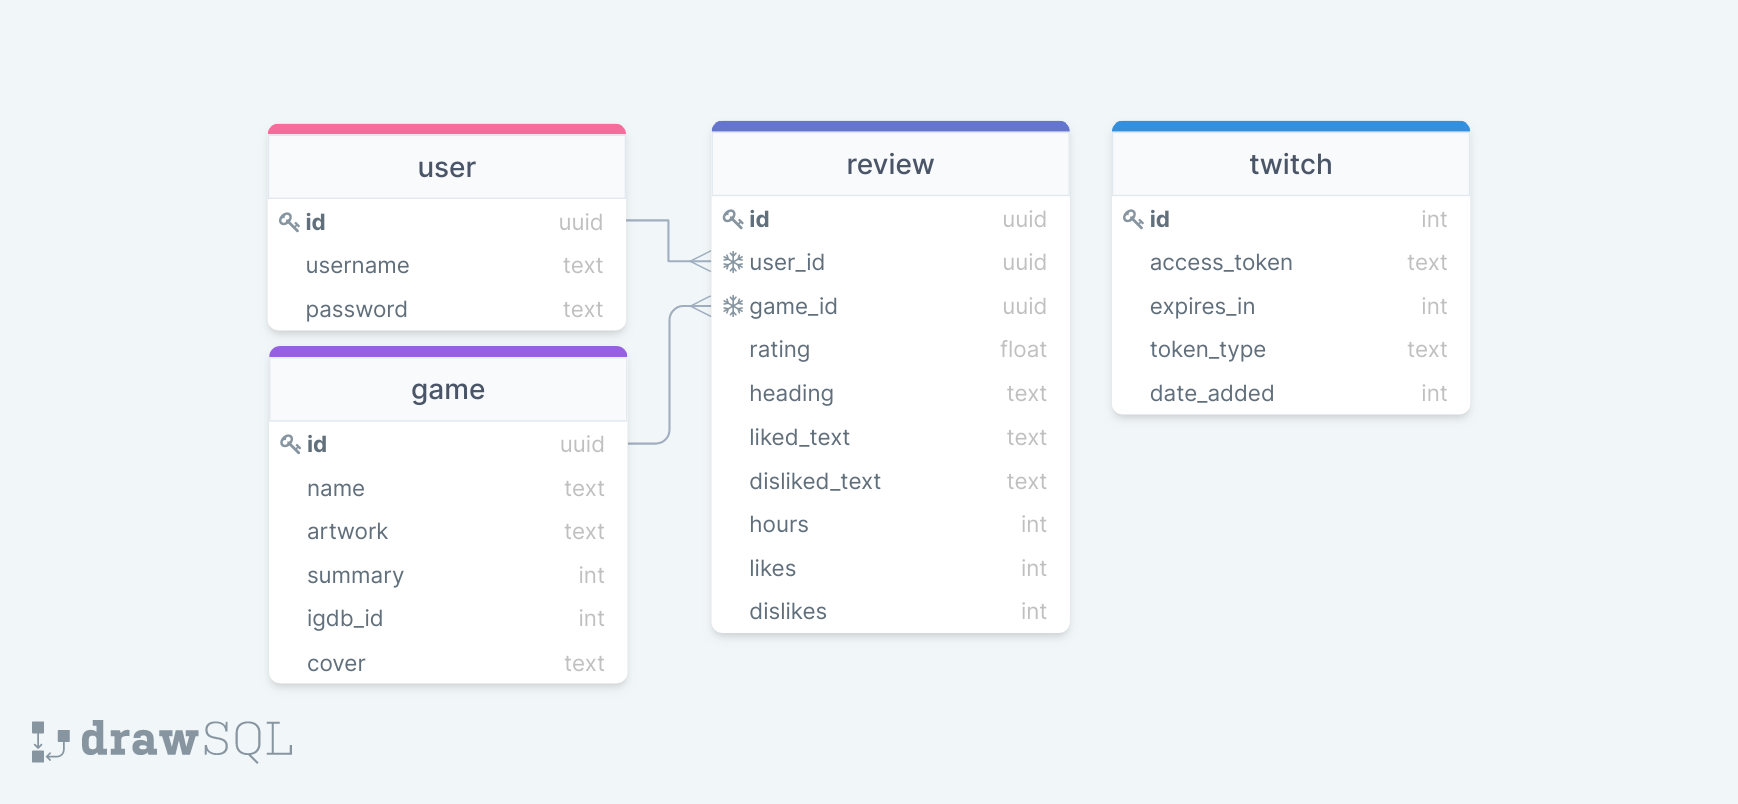 user
id uuid
username text
password text
game
id uuid
name text
artwork text
summary int
igdb_id int
cover text
review
id uuid
user_id uuid
game_id uuid
rating float
heading text
liked_text text
disliked_text text
hours int
likes int
dislikes int
twitch
id int
access_token text
expires_in int
token_type text
date_added int
drawSQL